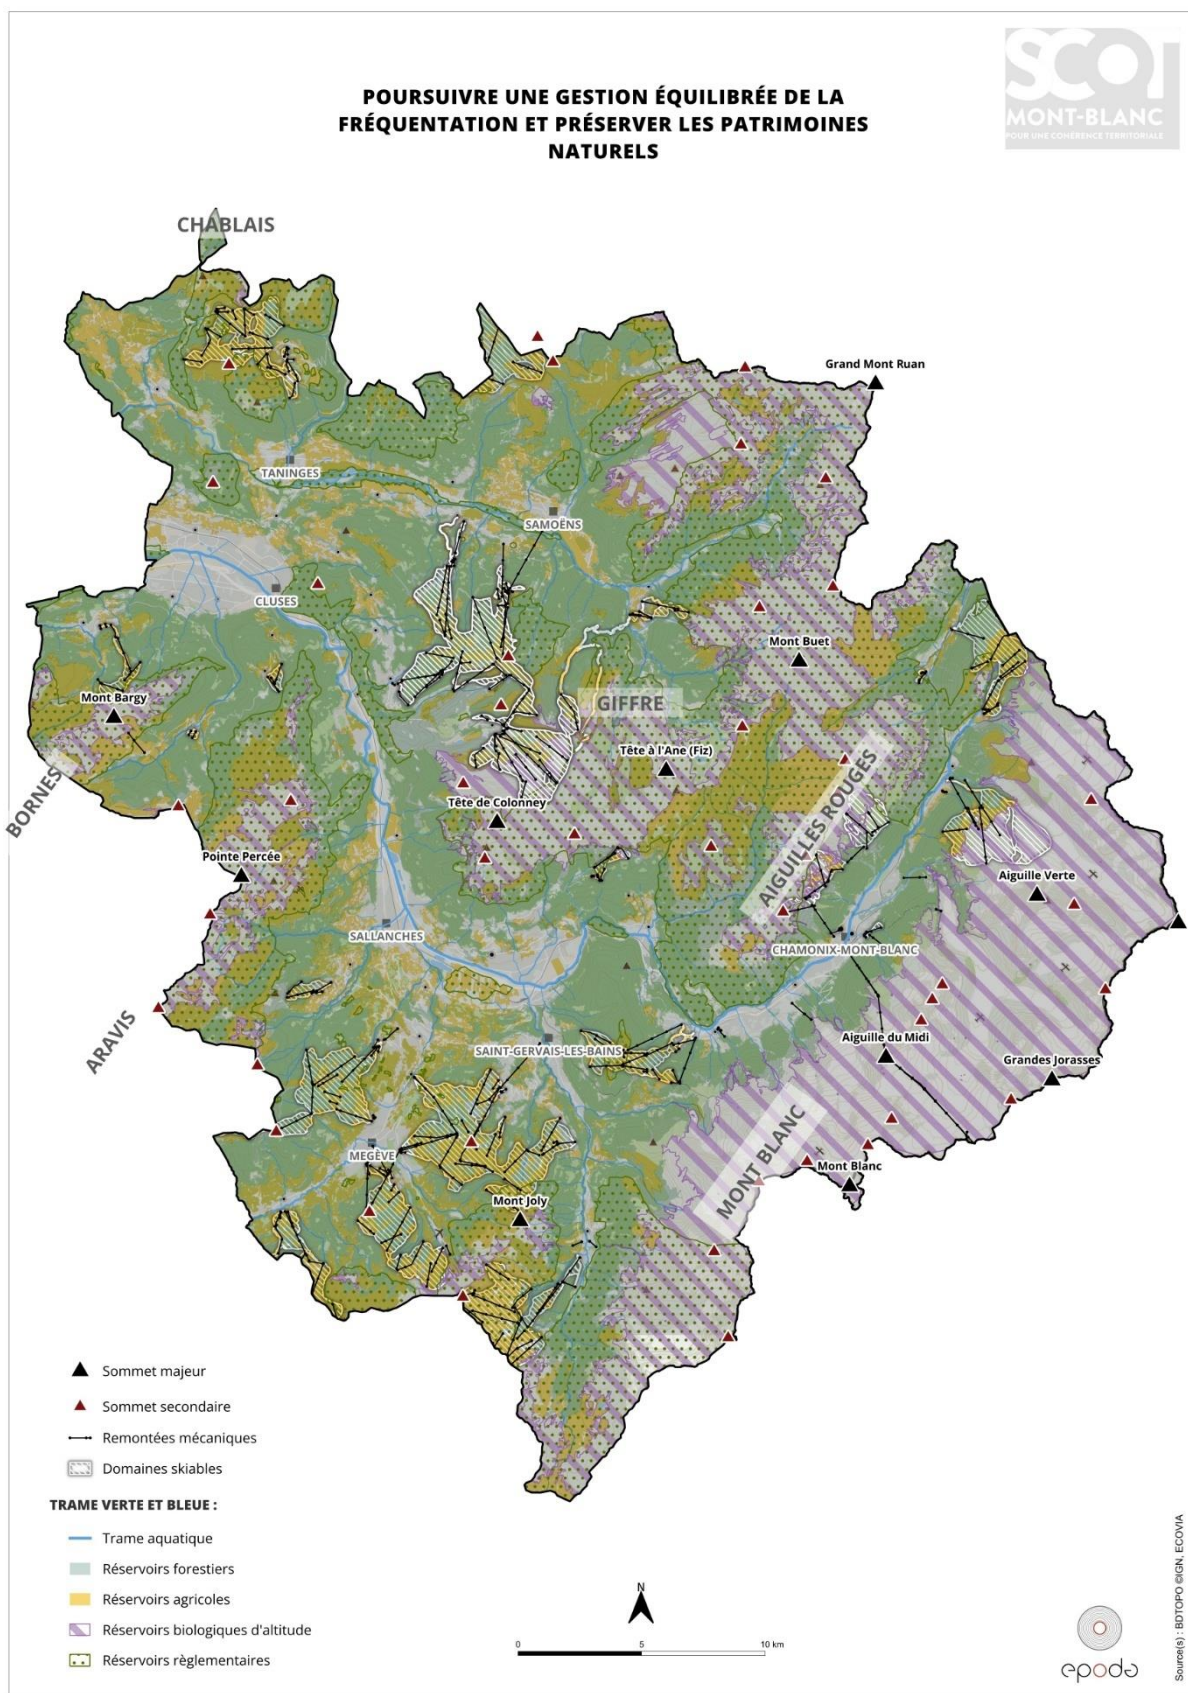 SCOT
MONT-BLANC
POUR UNE COHÉRENCE TERRITORIALE
POURSUIVRE UNE GESTION ÉQUILIBRÉE DE LA
FRÉQUENTATION ET PRÉSERVER LES PATRIMOINES
NATURELS
CHABLAIS
Grand Mont Ruan
TANINGES
SAMOËNS
CLUSES
Mont Buet
Mont Bargy
GIFFRE
Tête à l'Ane (Fiz)
BORNES
Tête de Colonney
AIGUILLES ROUGES
Pointe Percée
Aiguille Verte
SALLANCHES
CHAMONIX-MONT-BLANC
ARAVIS
SAINT-GERVAIS-LES-BAINS
Aiguille du Midi
Grandes Jorasses
MONT BLANC
MEGÈVE
Mont Blanc
Mont Joly
Sommet majeur
Sommet secondaire
Remontées mécaniques
Domaines skiables
TRAME VERTE ET BLEUE :
Trame aquatique
Réservoirs forestiers
Réservoirs agricoles
Réservoirs biologiques d'altitude
Réservoirs règlementaires
N
0 5 10 km
epoda
Source(s) : BDTOPO ©IGN, ECOVIA